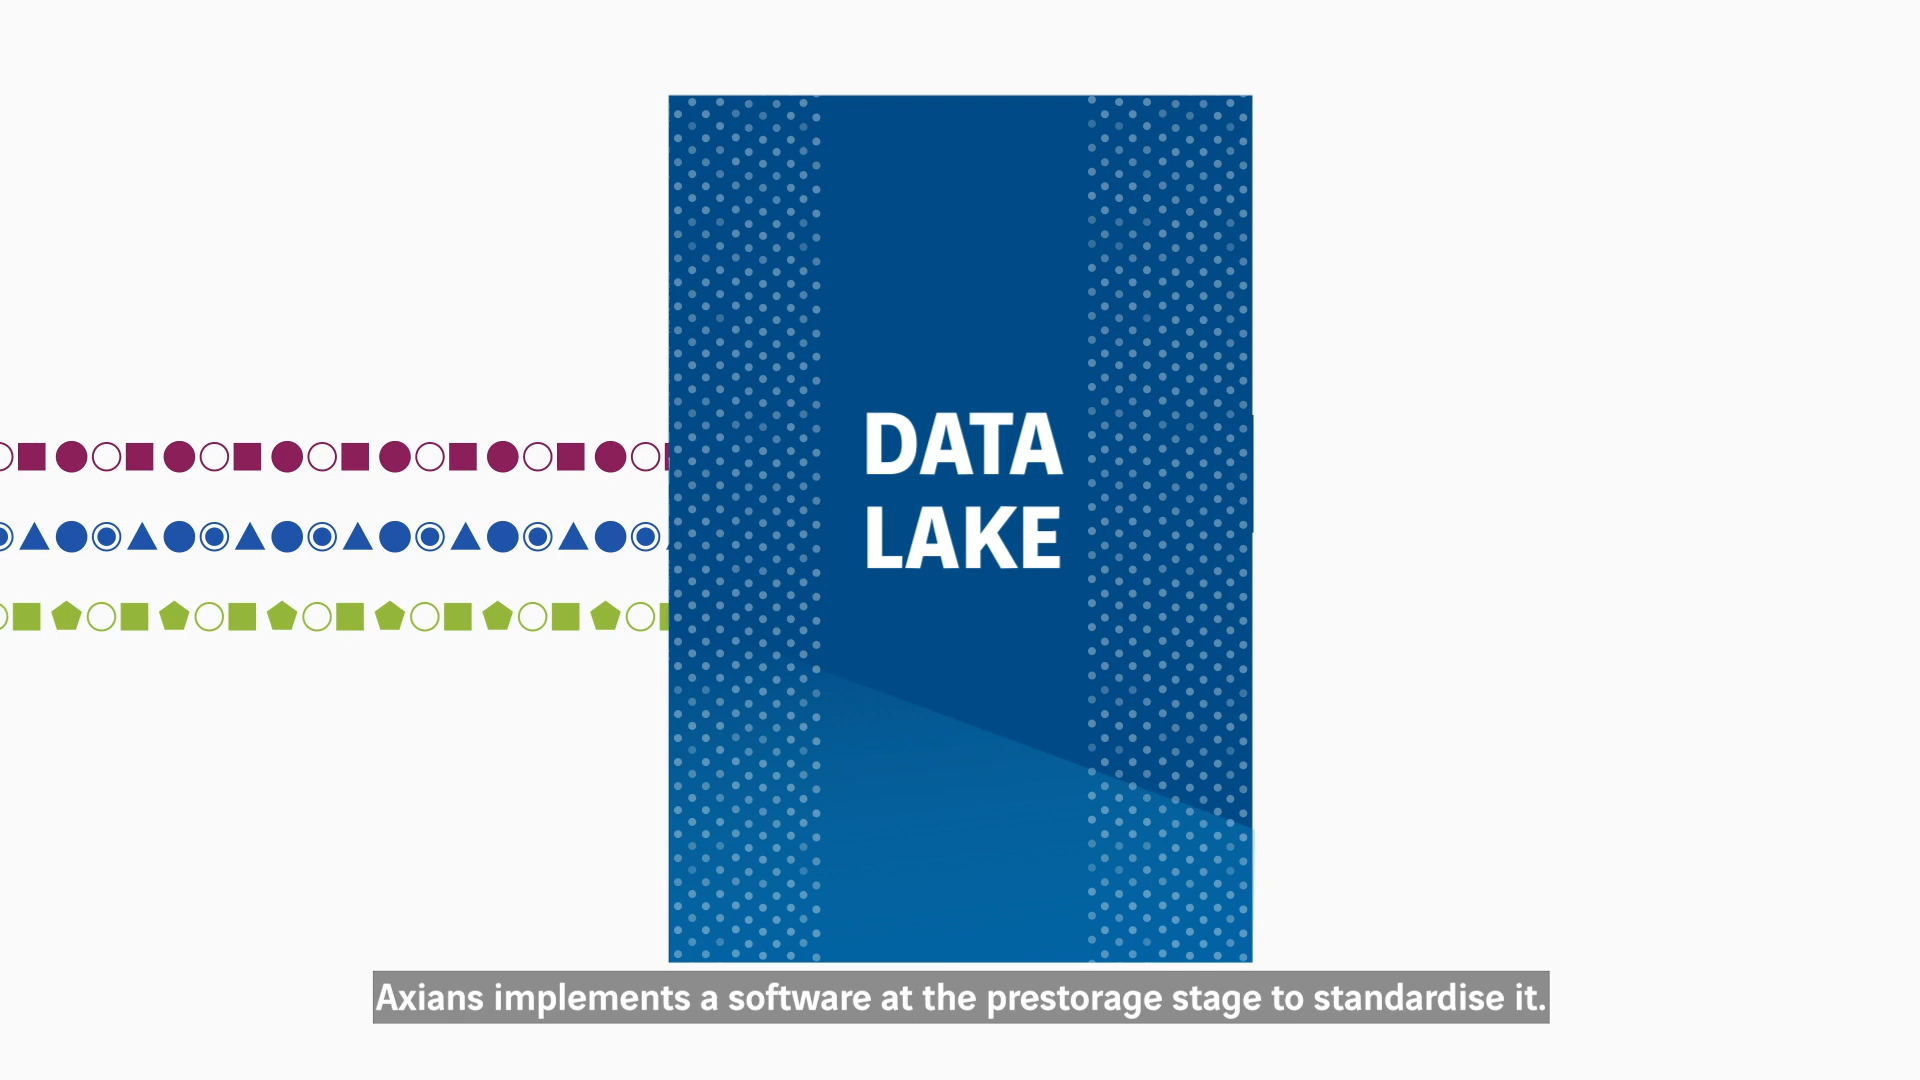 DATA
LAKE
Axians implements a software at the prestorage stage to standardise it.